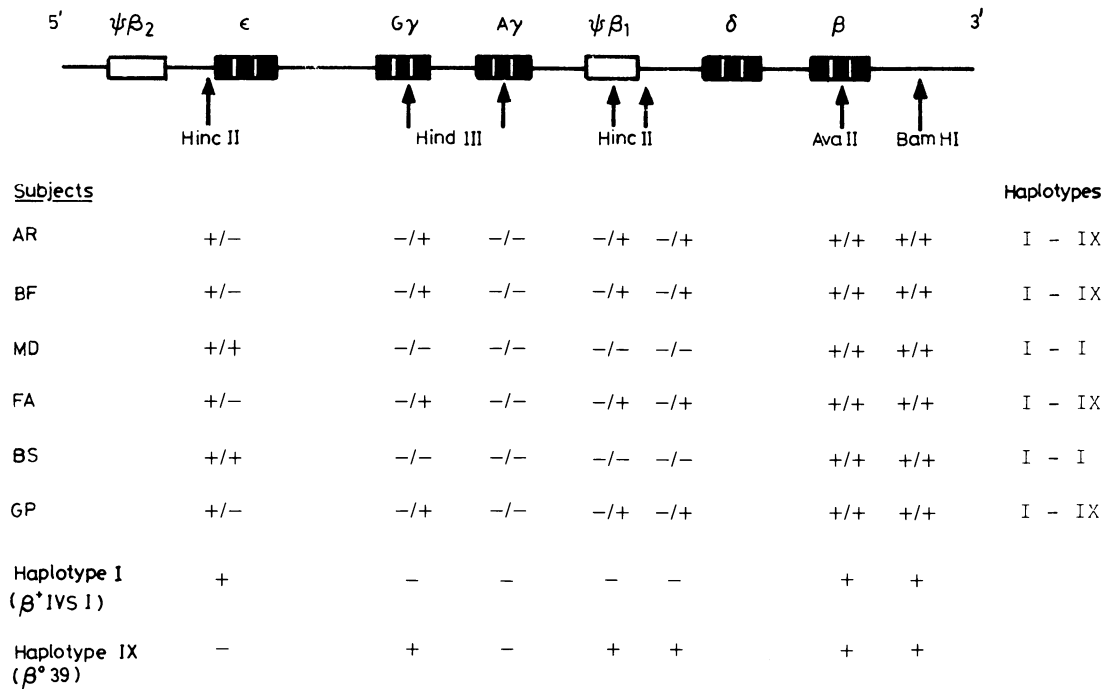 5' ψβ2 ε Gγ Aγ ψβ1 δ β 3'
Hinc II Hind III Hinc II Ava II Bam HI
Subjects Haplotypes
AR +/− −/+ −/− −/+ −/+ +/+ +/+ I - IX
BF +/− −/+ −/− −/+ −/+ +/+ +/+ I - IX
MD +/+ −/− −/− −/− −/− +/+ +/+ I - I
FA +/− −/+ −/− −/+ −/+ +/+ +/+ I - IX
BS +/+ −/− −/− −/− −/− +/+ +/+ I - I
GP +/− −/+ −/− −/+ −/+ +/+ +/+ I - IX
Haplotype I + − − − − + +
(β+ IVS I)
Haplotype IX − + − + + + +
(β° 39)